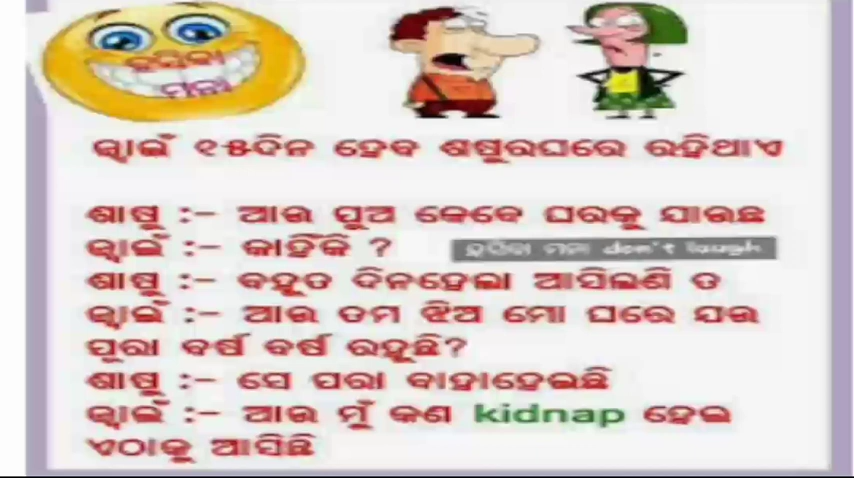 ହସିବା
ମନା
ଜ୍ୱାଇଁ ୧୫ଦିନ ହେବ ଶଷୁରଘରେ ରହିଥାଏ
ଶାଷୁ :- ଆଉ ପୁଅ କେବେ ଘରକୁ ଯାଉଛ
ଜ୍ୱାଇଁ :- କାହିଁକି ?
ହସିବା ମନା don't laugh
ଶାଷୁ :- ବହୁତ ଦିନହେଲା ଆସିଲଣି ତ
ଜ୍ୱାଇଁ :- ଆଉ ତମ ଝିଅ ମୋ ଘରେ ଯଉ
ପୂରା ବର୍ଷ ବର୍ଷ ରହୁଛି?
ଶାଷୁ :- ସେ ପରା ବାହାହେଇଛି
ଜ୍ୱାଇଁ :- ଆଉ ମୁଁ କଣ kidnap ହେଇ
ଏଠାକୁ ଆସିଛି